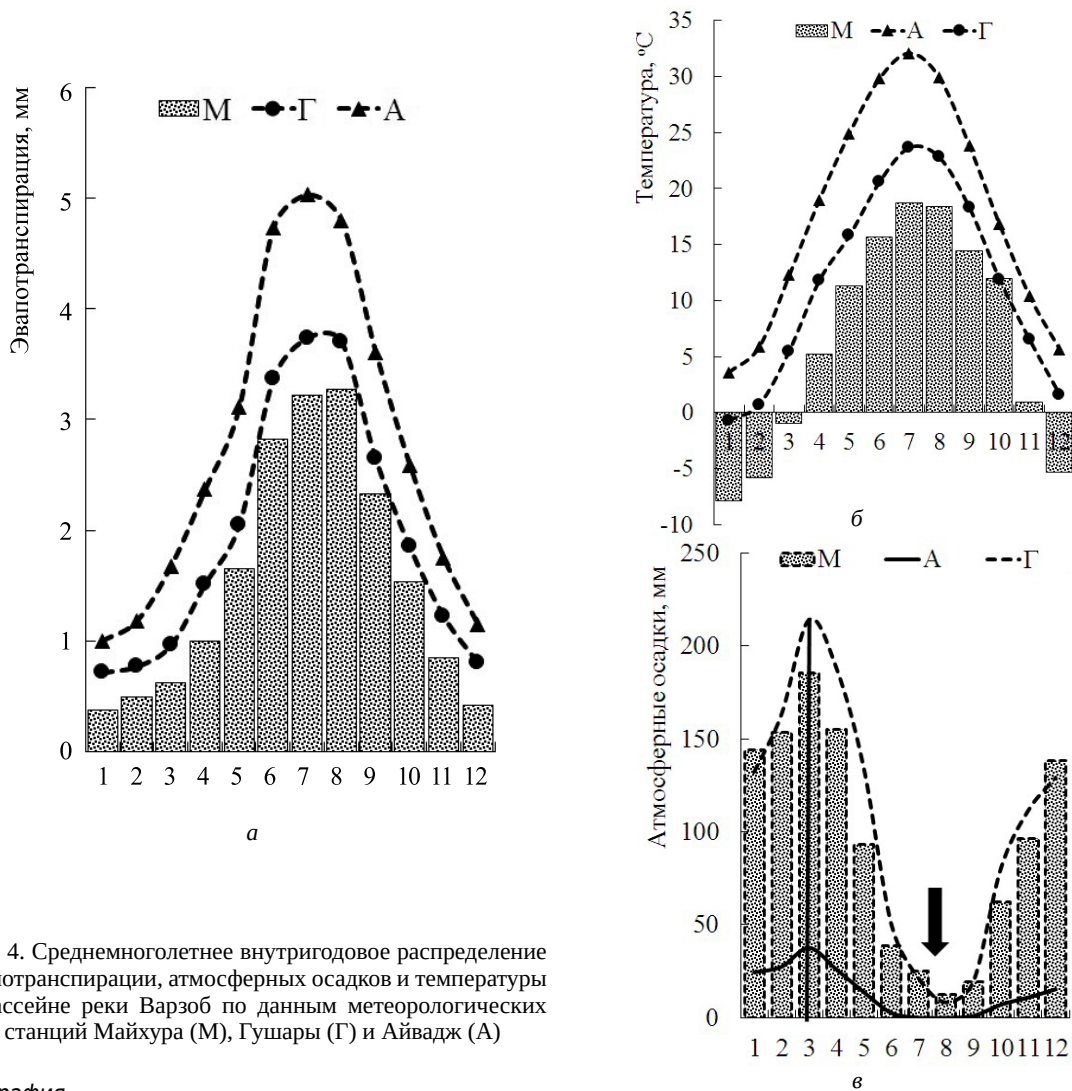 Эвапотранспирация, мм
М Г А
6
5
4
3
2
1
0
1 2 3 4 5 6 7 8 9 10 11 12
а
Температура, °С
М А Г
35
30
25
20
15
10
5
0
-5
-10
1 2 3 4 5 6 7 8 9 10 11 12
б
Атмосферные осадки, мм
М А Г
250
200
150
100
50
0
1 2 3 4 5 6 7 8 9 10 11 12
в
4. Среднемноголетнее внутригодовое распределение
потранспирации, атмосферных осадков и температуры
ассейне реки Варзоб по данным метеорологических
станций Майхура (М), Гушары (Г) и Айвадж (А)